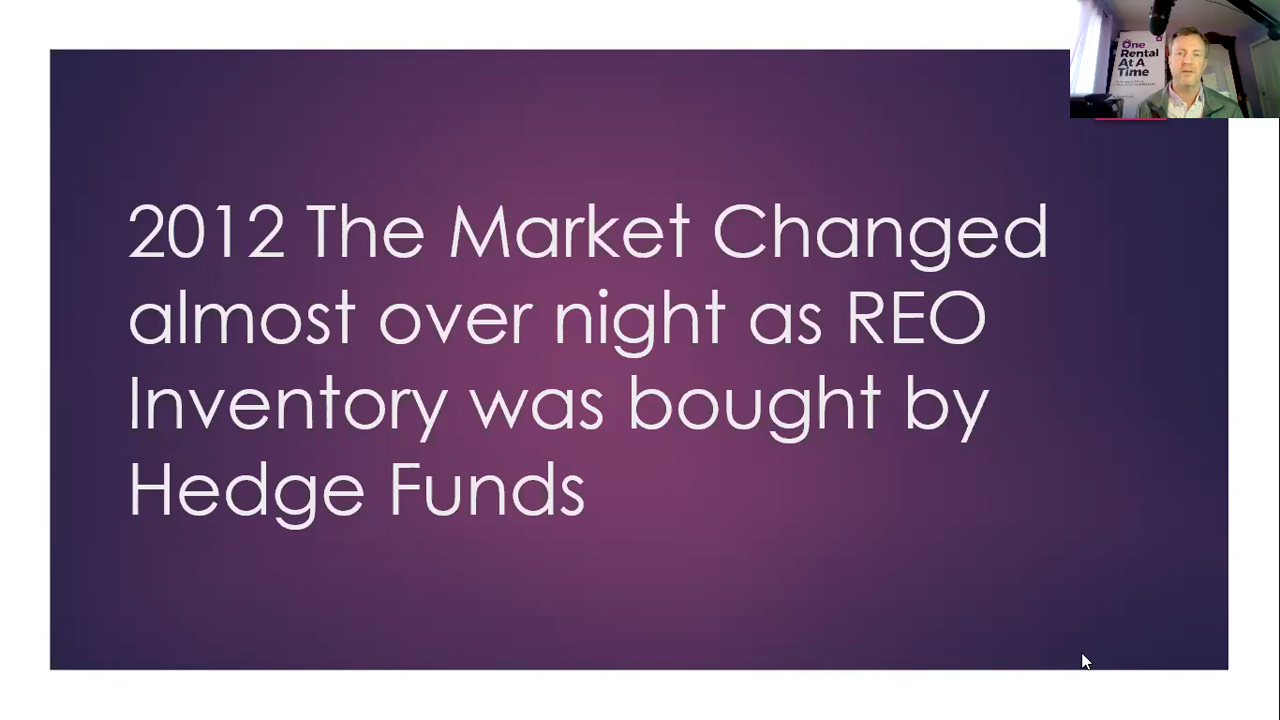 2012 The Market Changed
almost over night as REO
Inventory was bought by
Hedge Funds
One
Rental
At A
Time